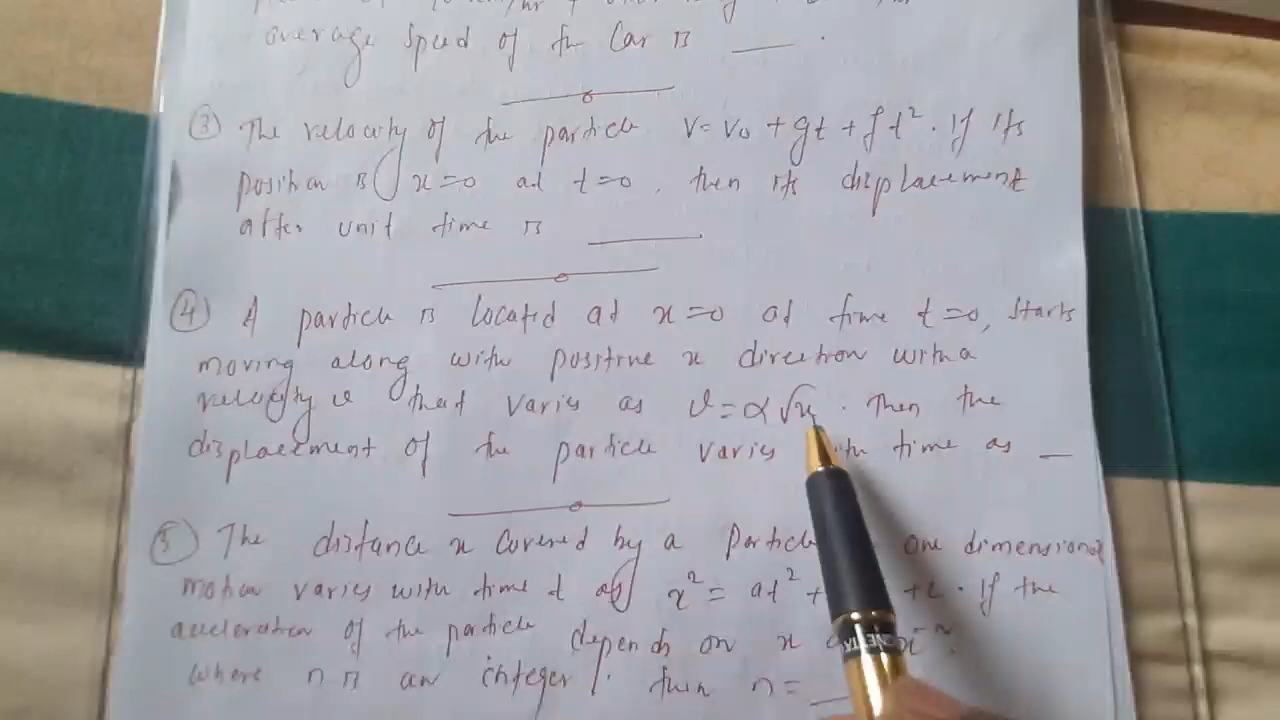 average speed of the Car is ___ .
③ The velocity of the particle v = v₀ + gt + ft². If its
position is x=0 at t=0, then its displacement
after unit time is ___
④ A particle is located at x=0 at time t=0, starts
moving along with positive x direction with a
velocity v that varies as v = α√x. Then the
displacement of the particle varies with time as __
⑤ The distance x covered by a particle one dimensional
motion varies with time t as x² = at² + +c. If the
acceleration of the particle depends on x x⁻ⁿ.
where n is an integer, then n = __